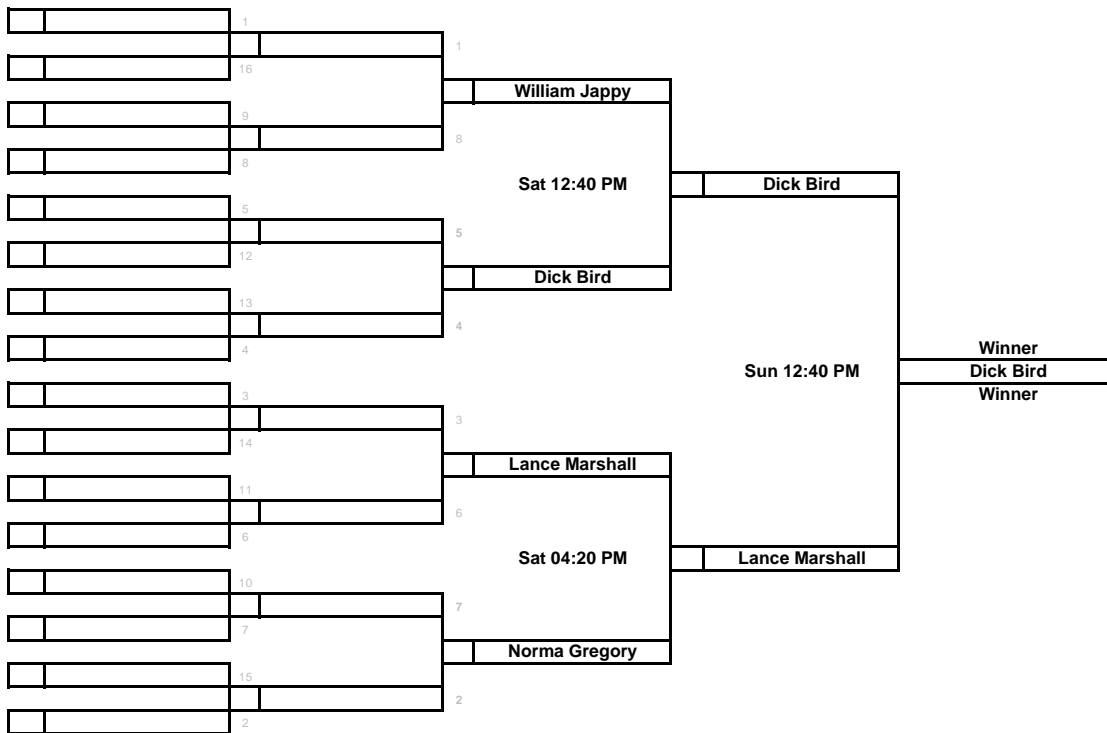 1
1
16
William Jappy
9
8
8
Sat 12:40 PM
Dick Bird
5
5
12
Dick Bird
13
4
4
Winner
Sun 12:40 PM
Dick Bird
3
Winner
3
14
Lance Marshall
11
6
6
Sat 04:20 PM
Lance Marshall
10
7
7
Norma Gregory
15
2
2